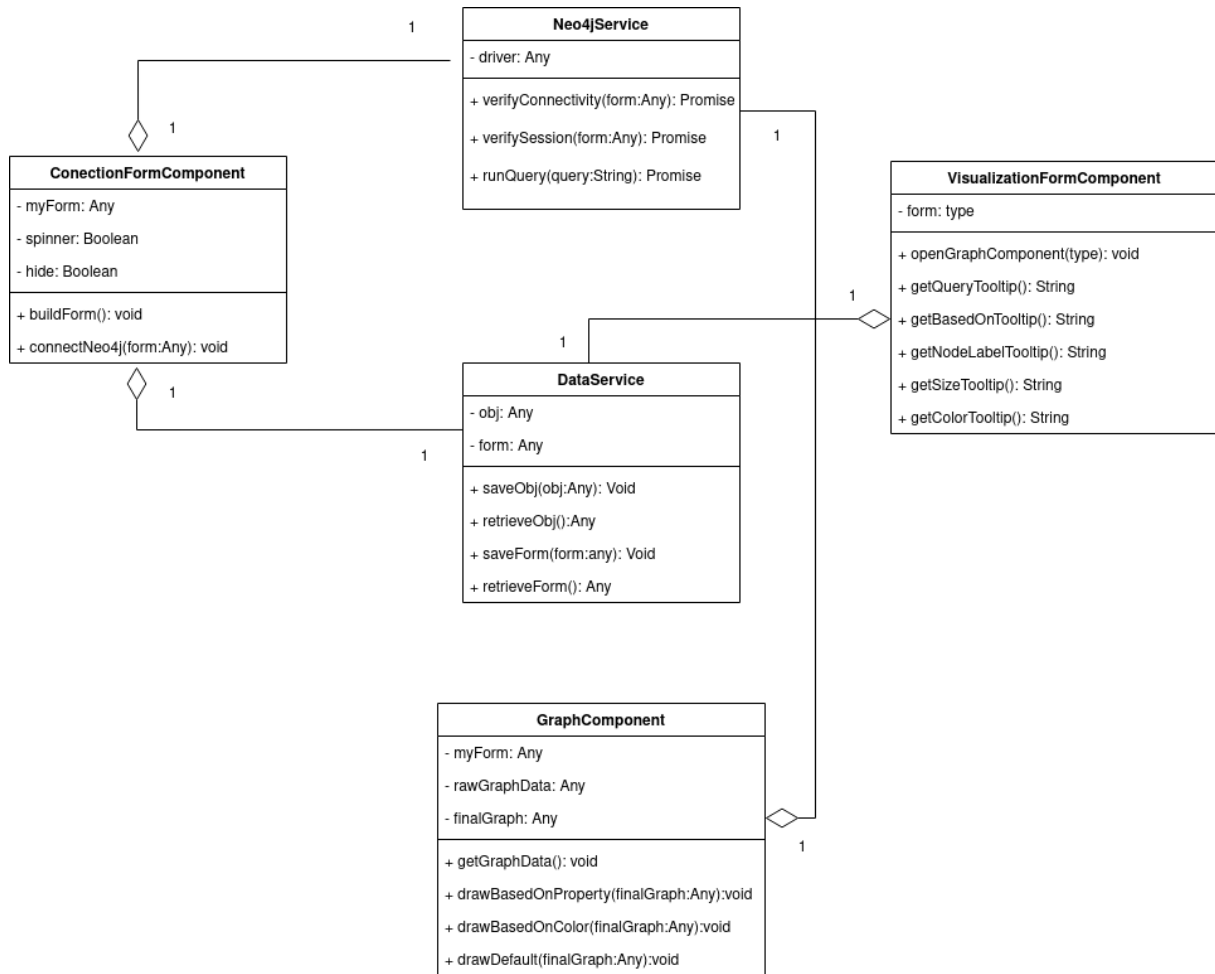 1
Neo4jService
- driver: Any
+ verifyConnectivity(form:Any): Promise
+ verifySession(form:Any): Promise
+ runQuery(query:String): Promise
1
1
ConectionFormComponent
- myForm: Any
- spinner: Boolean
- hide: Boolean
+ buildForm(): void
+ connectNeo4j(form:Any): void
1
1
VisualizationFormComponent
- form: type
+ openGraphComponent(type): void
+ getQueryTooltip(): String
+ getBasedOnTooltip(): String
+ getNodeLabelTooltip(): String
+ getSizeTooltip(): String
+ getColorTooltip(): String
1
1
DataService
- obj: Any
- form: Any
+ saveObj(obj:Any): Void
+ retrieveObj():Any
+ saveForm(form:any): Void
+ retrieveForm(): Any
GraphComponent
- myForm: Any
- rawGraphData: Any
- finalGraph: Any
+ getGraphData(): void
+ drawBasedOnProperty(finalGraph:Any):void
+ drawBasedOnColor(finalGraph:Any):void
+ drawDefault(finalGraph:Any):void
1